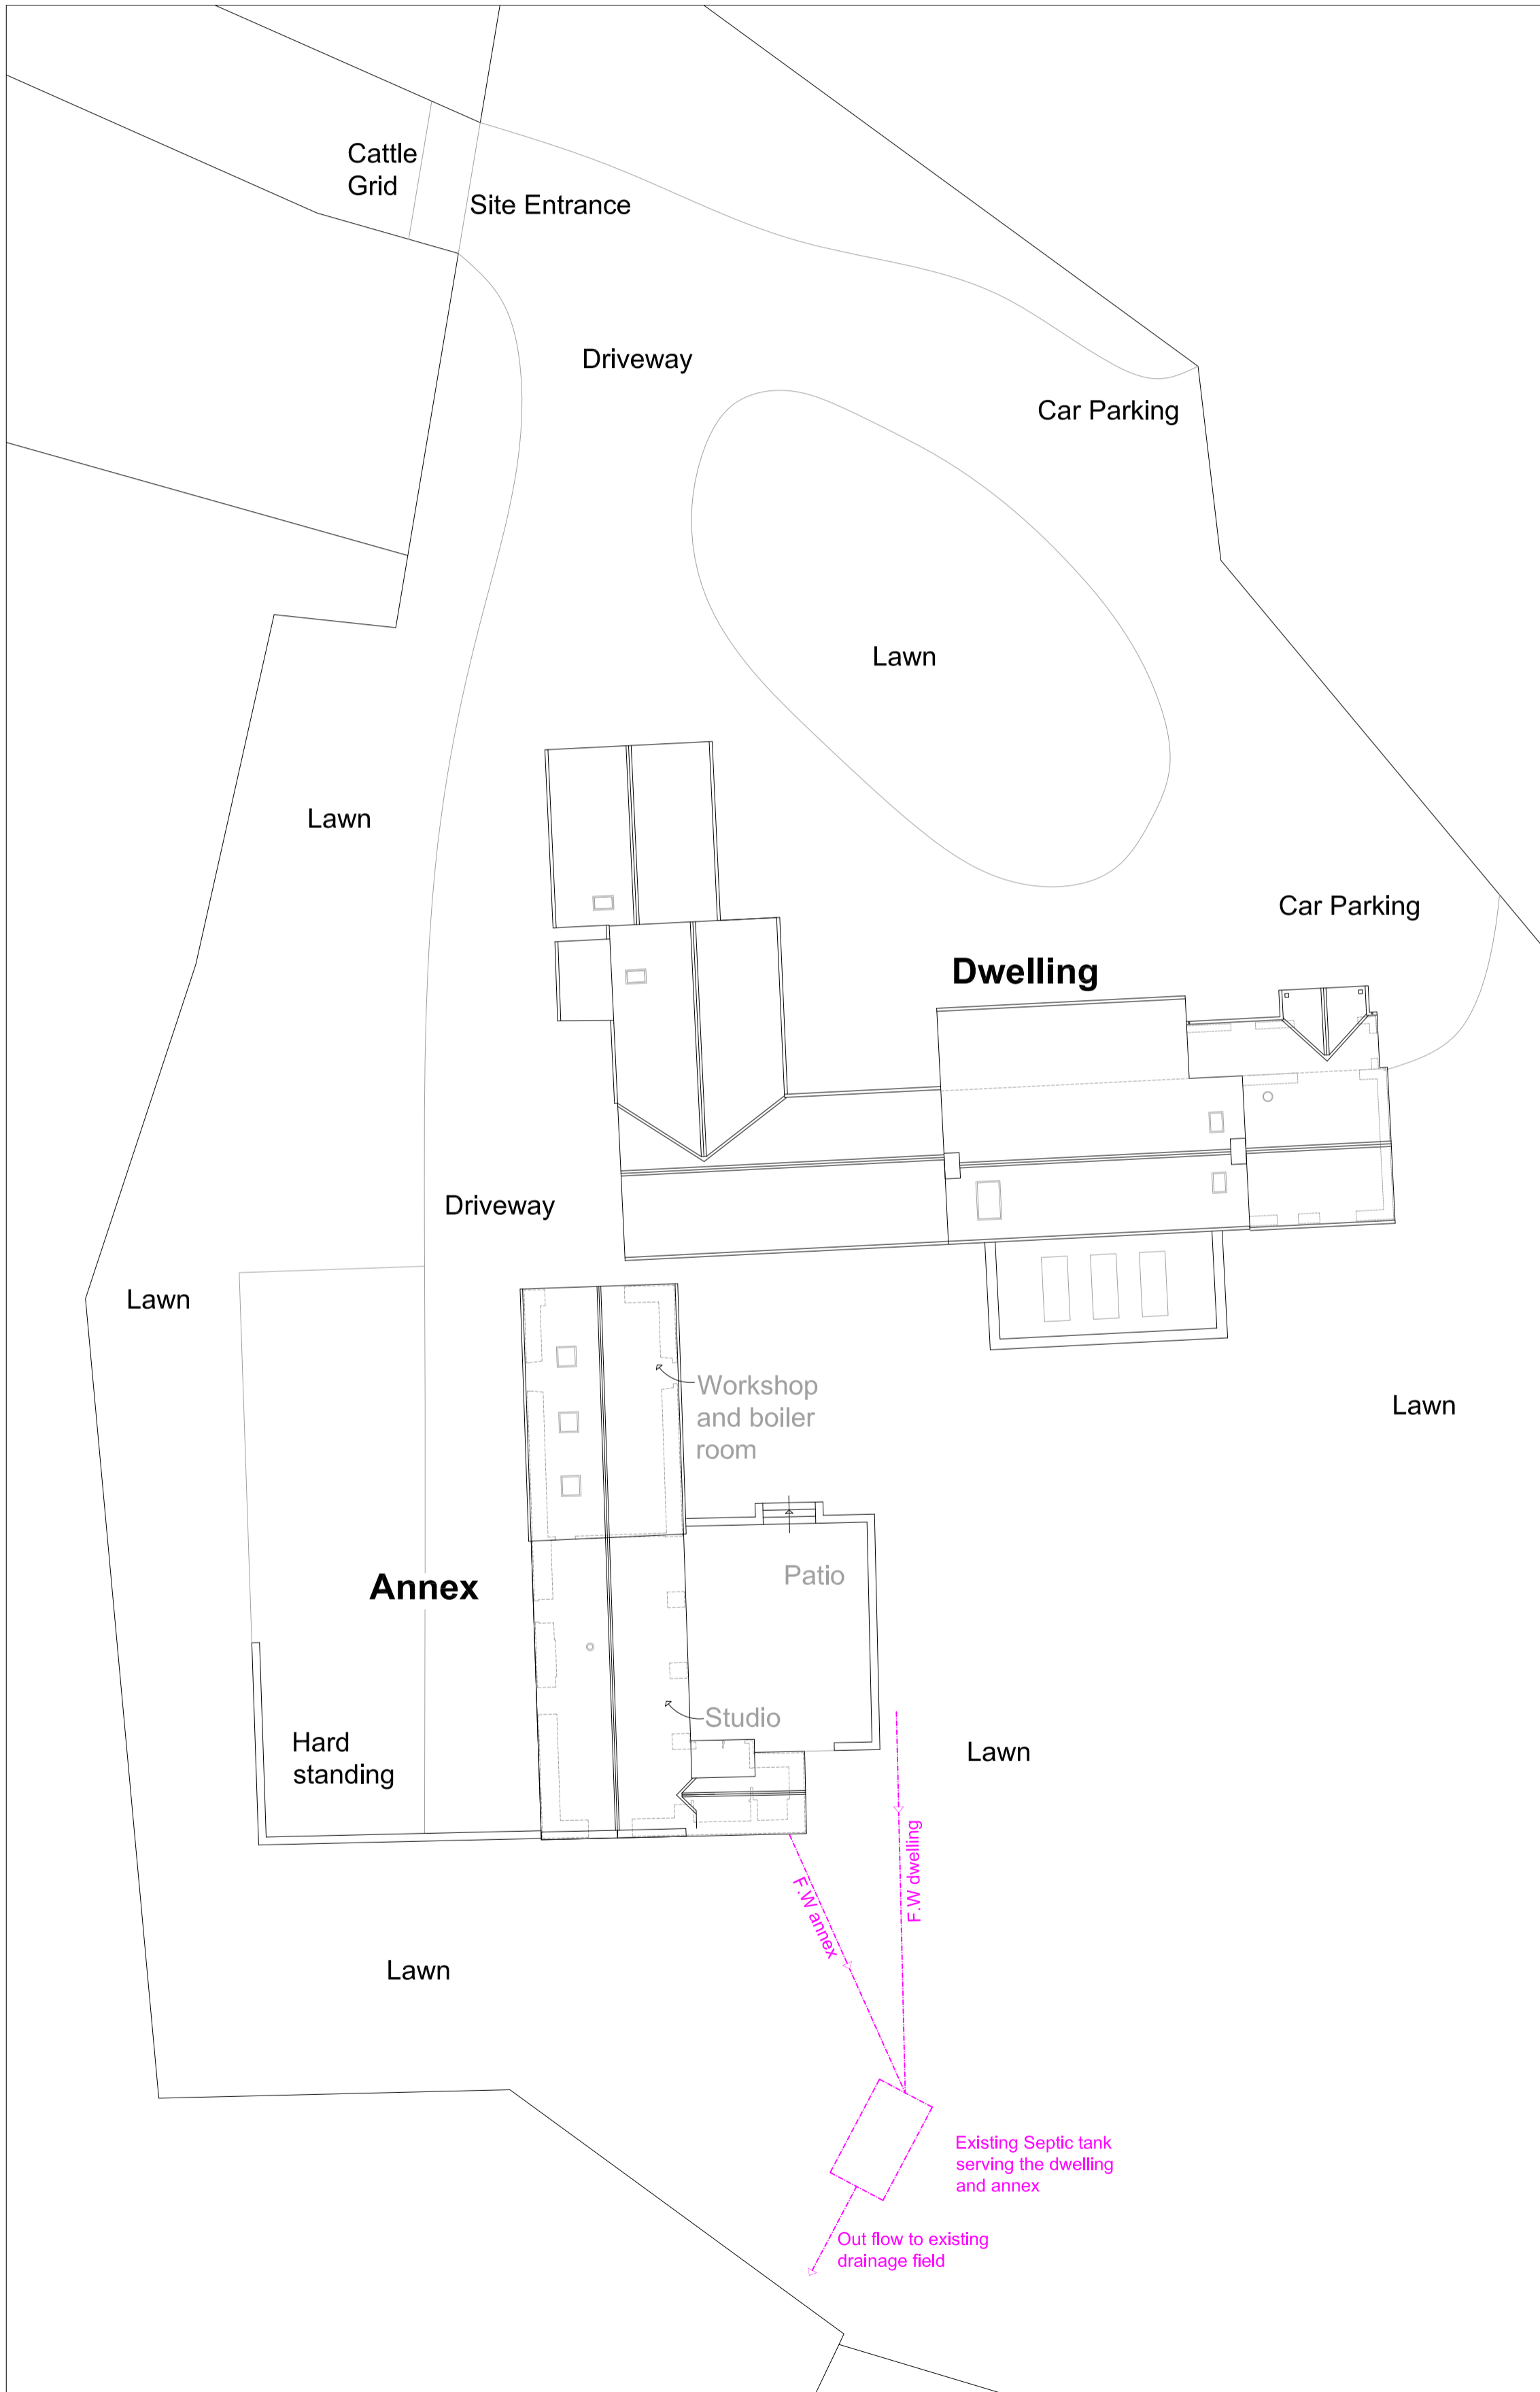 Cattle
Grid
Site Entrance
Driveway
Car Parking
Lawn
Lawn
Car Parking
Dwelling
Driveway
Lawn
Workshop
and boiler
room
Lawn
Patio
Annex
Studio
Hard
standing
Lawn
F.W dwelling
F.W annex
Lawn
Existing Septic tank
serving the dwelling
and annex
Out flow to existing
drainage field